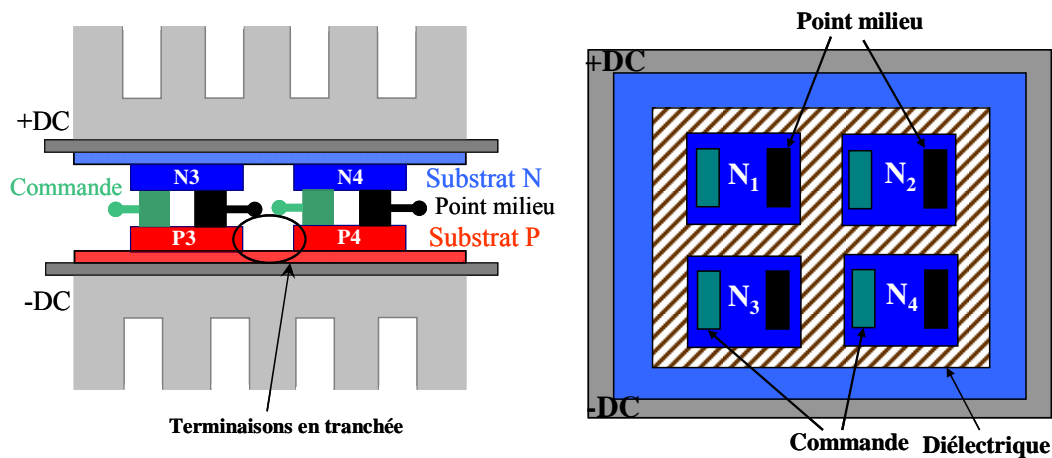 +DC
N3
N4
Commande
Substrat N
Point milieu
P3
P4
Substrat P
-DC
Terminaisons en tranchée
Point milieu
+DC
N1
N2
N3
N4
-DC
Commande
Diélectrique